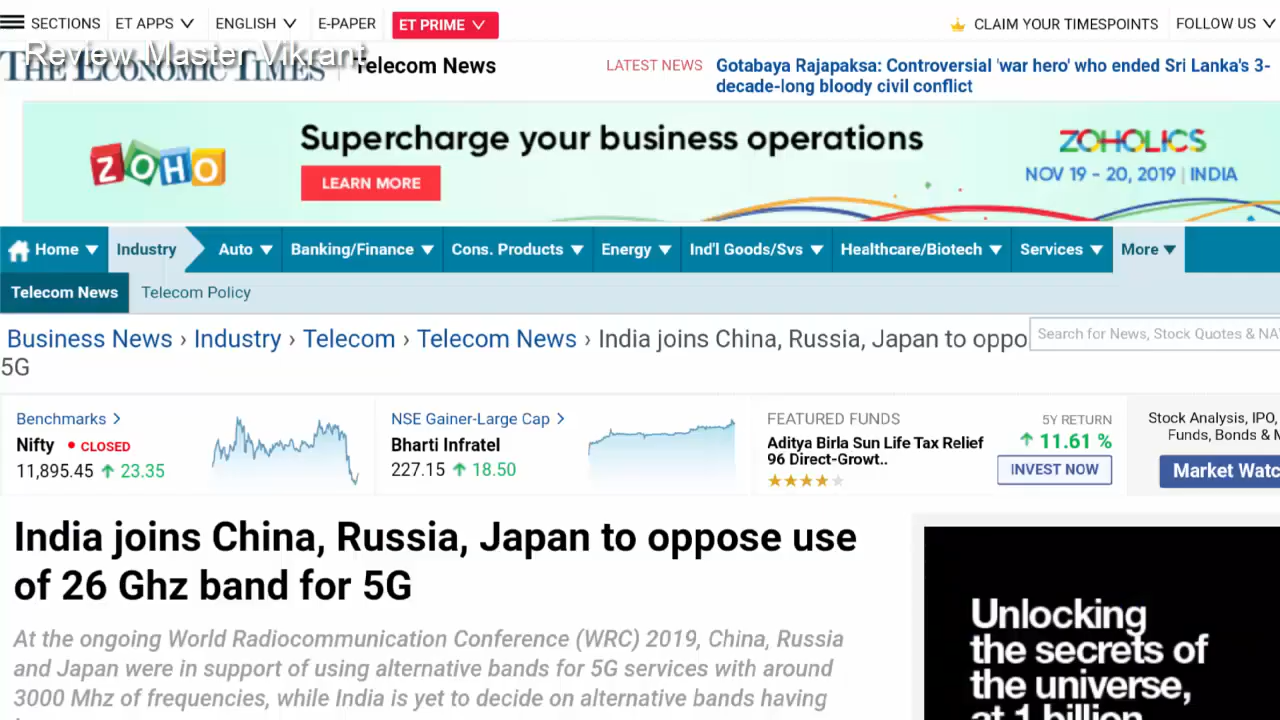 SECTIONS ET APPS ENGLISH E-PAPER ET PRIME CLAIM YOUR TIMESPOINTS FOLLOW US
Review Master Vikrant
THE ECONOMIC TIMES Telecom News LATEST NEWS Gotabaya Rajapaksa: Controversial 'war hero' who ended Sri Lanka's 3-
decade-long bloody civil conflict
ZOHO Supercharge your business operations ZOHOLICS
LEARN MORE NOV 19 - 20, 2019 | INDIA
Home Industry Auto Banking/Finance Cons. Products Energy Ind'l Goods/Svs Healthcare/Biotech Services More
Telecom News Telecom Policy
Business News › Industry › Telecom › Telecom News › India joins China, Russia, Japan to oppo Search for News, Stock Quotes & NA
5G
Benchmarks NSE Gainer-Large Cap FEATURED FUNDS 5Y RETURN Stock Analysis, IPO,
Nifty • CLOSED Bharti Infratel Aditya Birla Sun Life Tax Relief 11.61 % Funds, Bonds &
11,895.45 23.35 227.15 18.50 96 Direct-Growt.. INVEST NOW Market Watc
India joins China, Russia, Japan to oppose use
of 26 Ghz band for 5G
At the ongoing World Radiocommunication Conference (WRC) 2019, China, Russia
and Japan were in support of using alternative bands for 5G services with around
3000 Mhz of frequencies, while India is yet to decide on alternative bands having
Unlocking
the secrets of
the universe,
at 1 billion